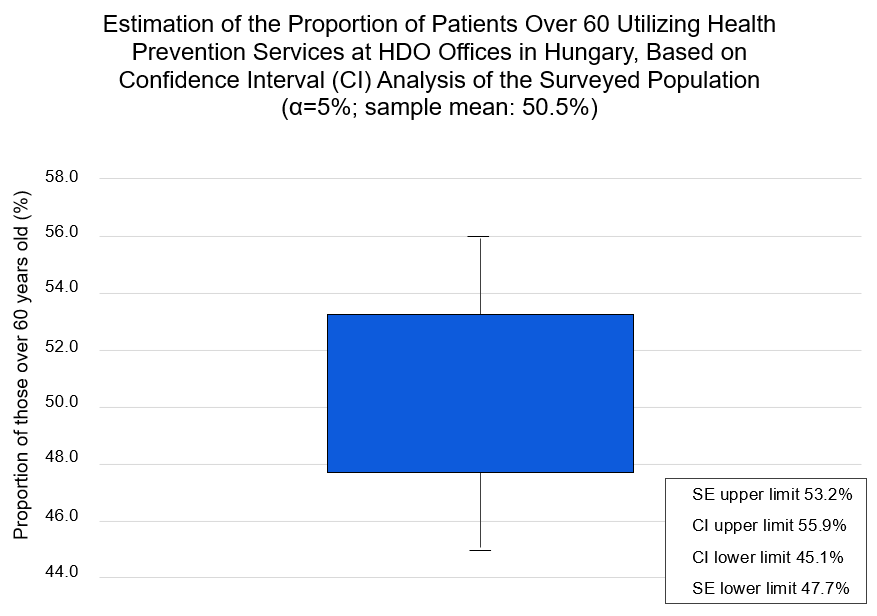 Estimation of the Proportion of Patients Over 60 Utilizing Health
Prevention Services at HDO Offices in Hungary, Based on
Confidence Interval (CI) Analysis of the Surveyed Population
(α=5%; sample mean: 50.5%)
Proportion of those over 60 years old (%)
58.0
56.0
54.0
52.0
50.0
48.0
46.0
44.0
SE upper limit 53.2%
CI upper limit 55.9%
CI lower limit 45.1%
SE lower limit 47.7%